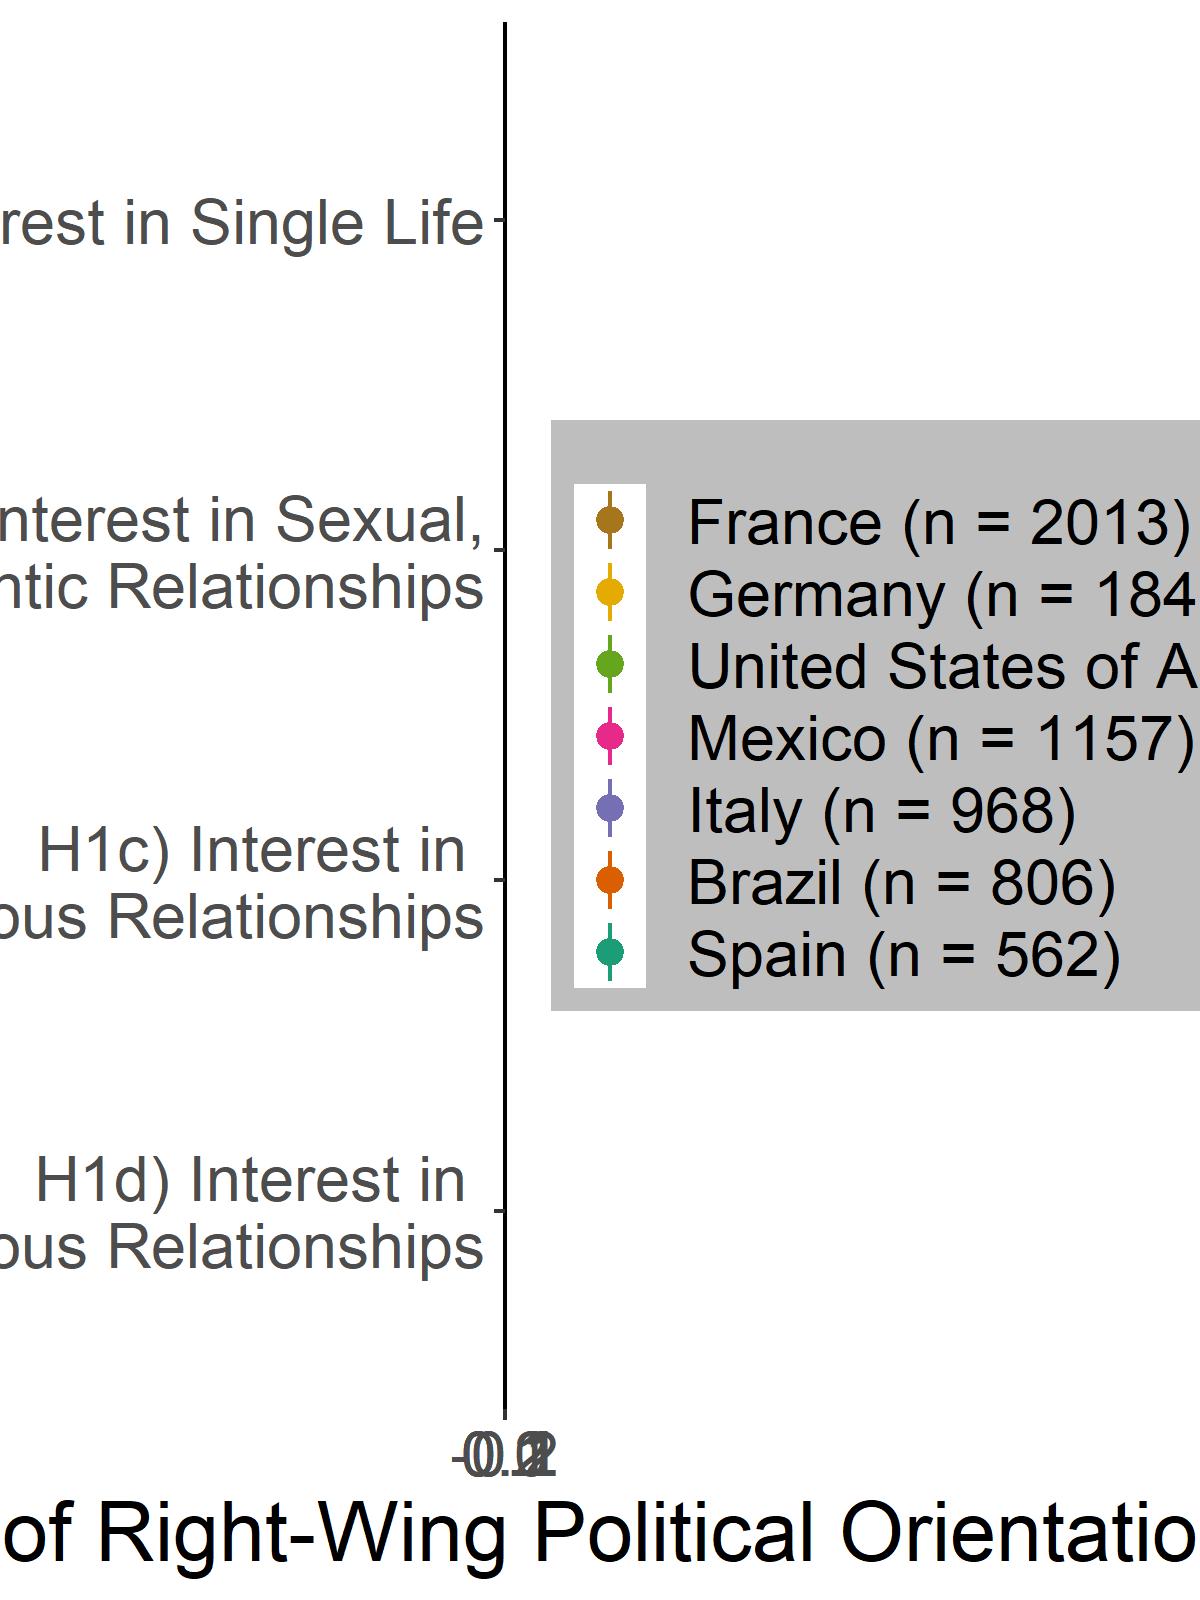 rest in Single Life
nterest in Sexual,
ntic Relationships
H1c) Interest in
ous Relationships
H1d) Interest in
ous Relationships
France (n = 2013)
Germany (n = 184
United States of A
Mexico (n = 1157)
Italy (n = 968)
Brazil (n = 806)
Spain (n = 562)
of Right-Wing Political Orientatio